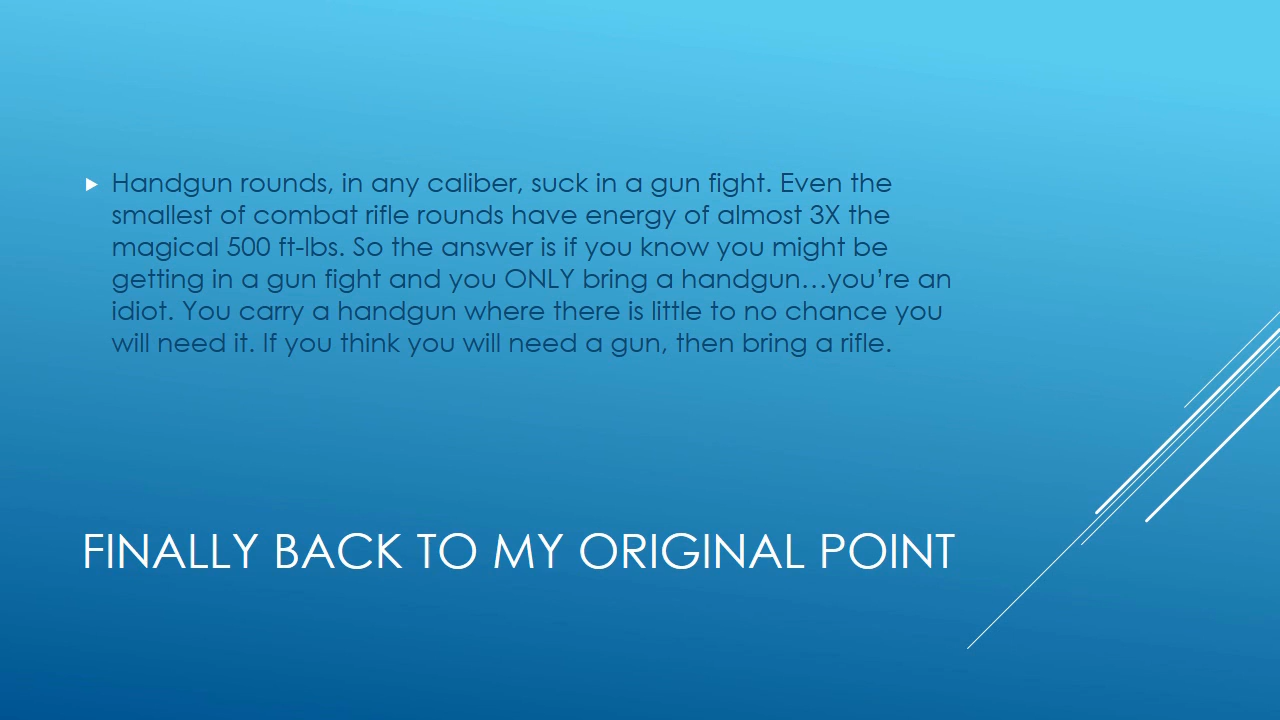 Handgun rounds, in any caliber, suck in a gun fight. Even the
smallest of combat rifle rounds have energy of almost 3X the
magical 500 ft-lbs. So the answer is if you know you might be
getting in a gun fight and you ONLY bring a handgun…you’re an
idiot. You carry a handgun where there is little to no chance you
will need it. If you think you will need a gun, then bring a rifle.
FINALLY BACK TO MY ORIGINAL POINT